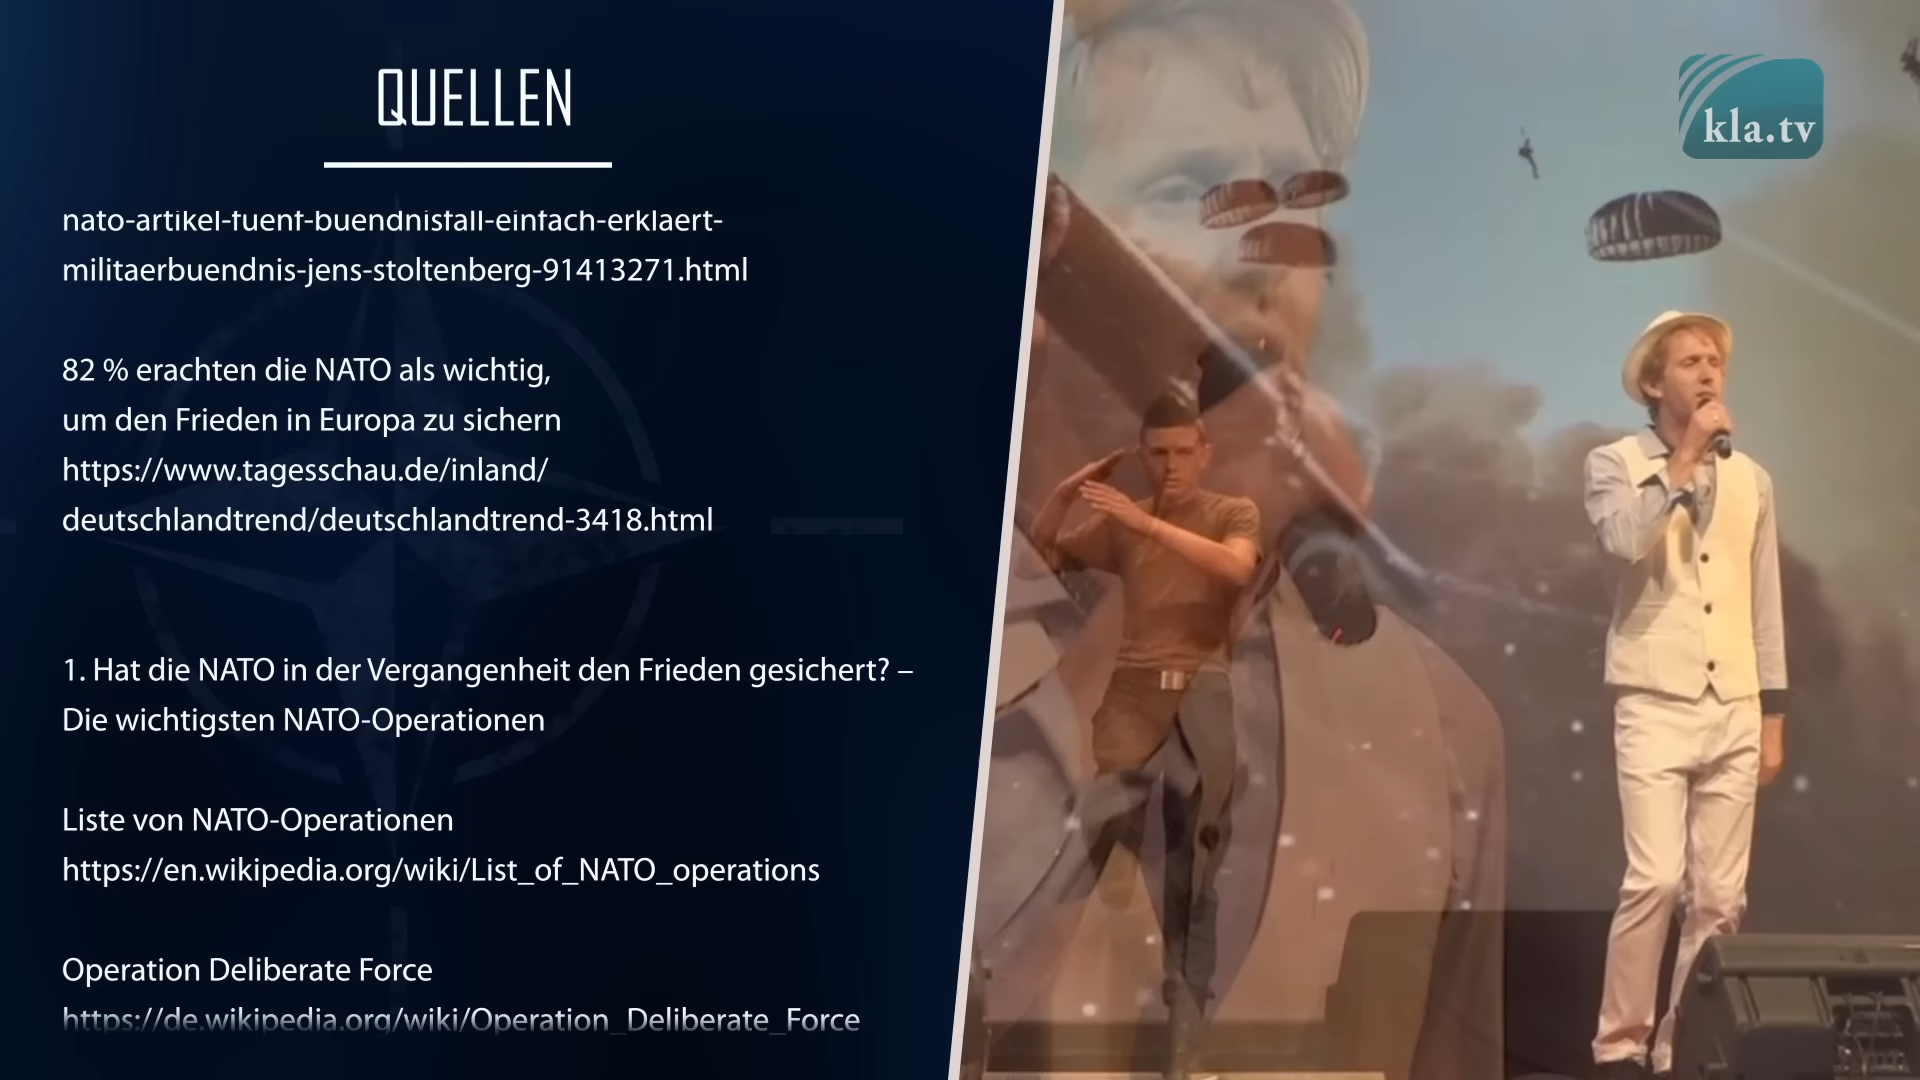 QUELLEN
nato-artikel-fuenf-buendnisfall-einfach-erklaert-
militaerbuendnis-jens-stoltenberg-91413271.html
82 % erachten die NATO als wichtig,
um den Frieden in Europa zu sichern
https://www.tagesschau.de/inland/
deutschlandtrend/deutschlandtrend-3418.html
1. Hat die NATO in der Vergangenheit den Frieden gesichert? –
Die wichtigsten NATO-Operationen
Liste von NATO-Operationen
https://en.wikipedia.org/wiki/List_of_NATO_operations
Operation Deliberate Force
https://de.wikipedia.org/wiki/Operation_Deliberate_Force
kla.tv